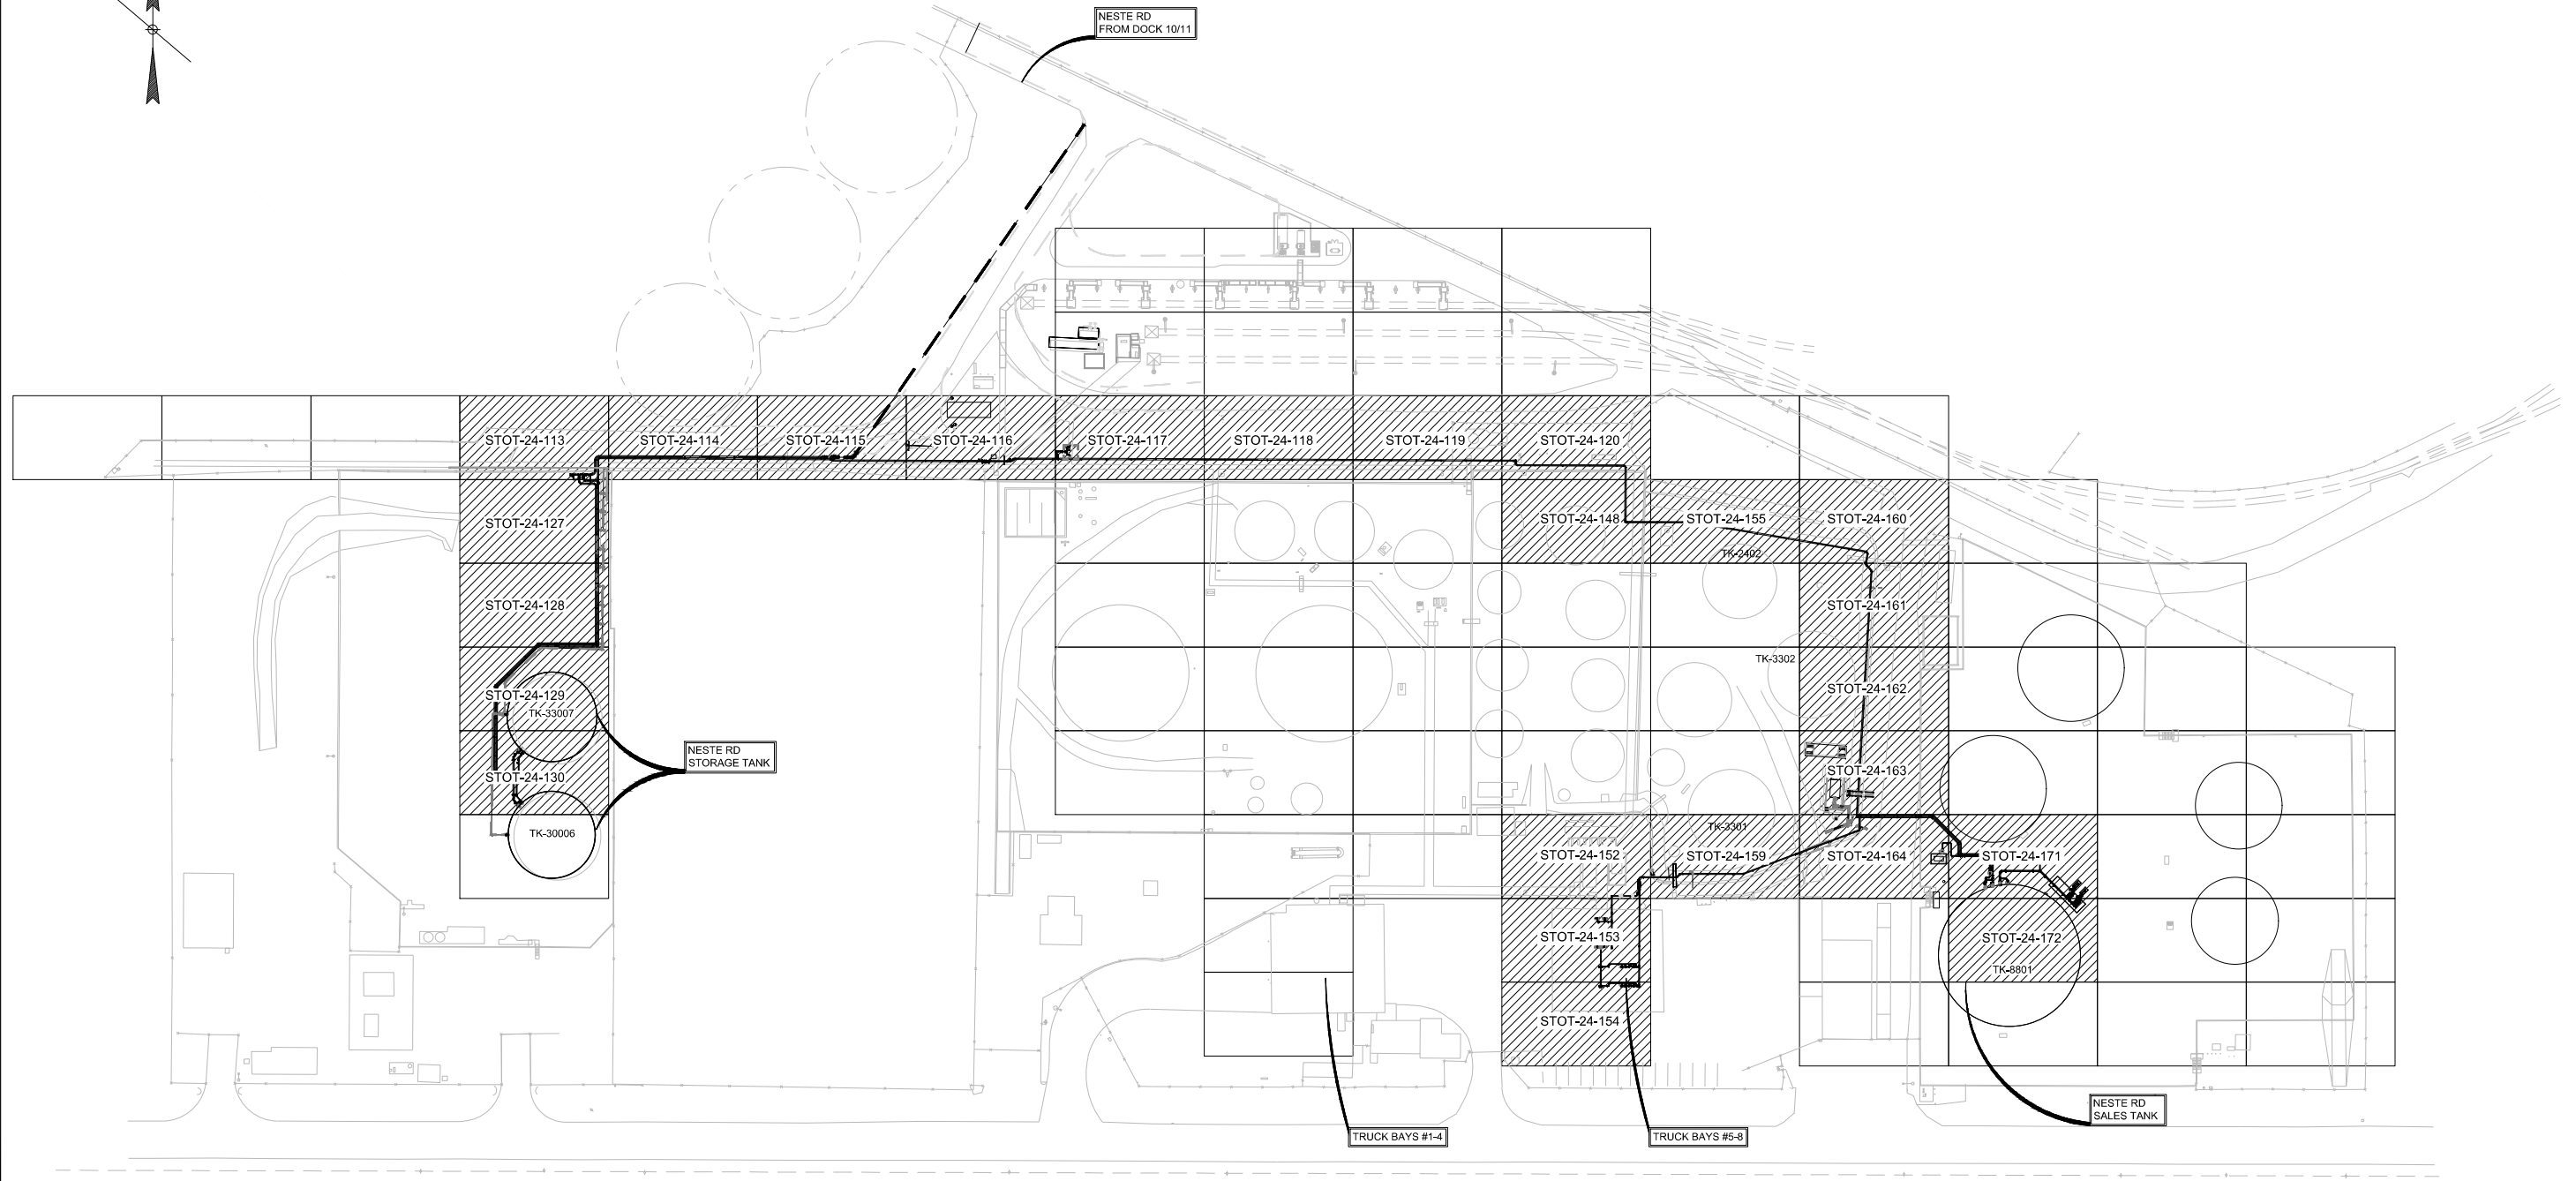 NESTE RD
FROM DOCK 10/11
STOT-24-113
STOT-24-114
STOT-24-115
STOT-24-116
STOT-24-117
STOT-24-118
STOT-24-119
STOT-24-120
STOT-24-127
STOT-24-148
STOT-24-155
STOT-24-160
TK-2402
STOT-24-128
STOT-24-161
TK-3302
STOT-24-129
STOT-24-162
TK-33007
NESTE RD
STORAGE TANK
STOT-24-130
STOT-24-163
TK-30006
TK-3301
STOT-24-152
STOT-24-159
STOT-24-164
STOT-24-171
STOT-24-153
STOT-24-172
TK-8801
STOT-24-154
NESTE RD
SALES TANK
TRUCK BAYS #1-4
TRUCK BAYS #5-8